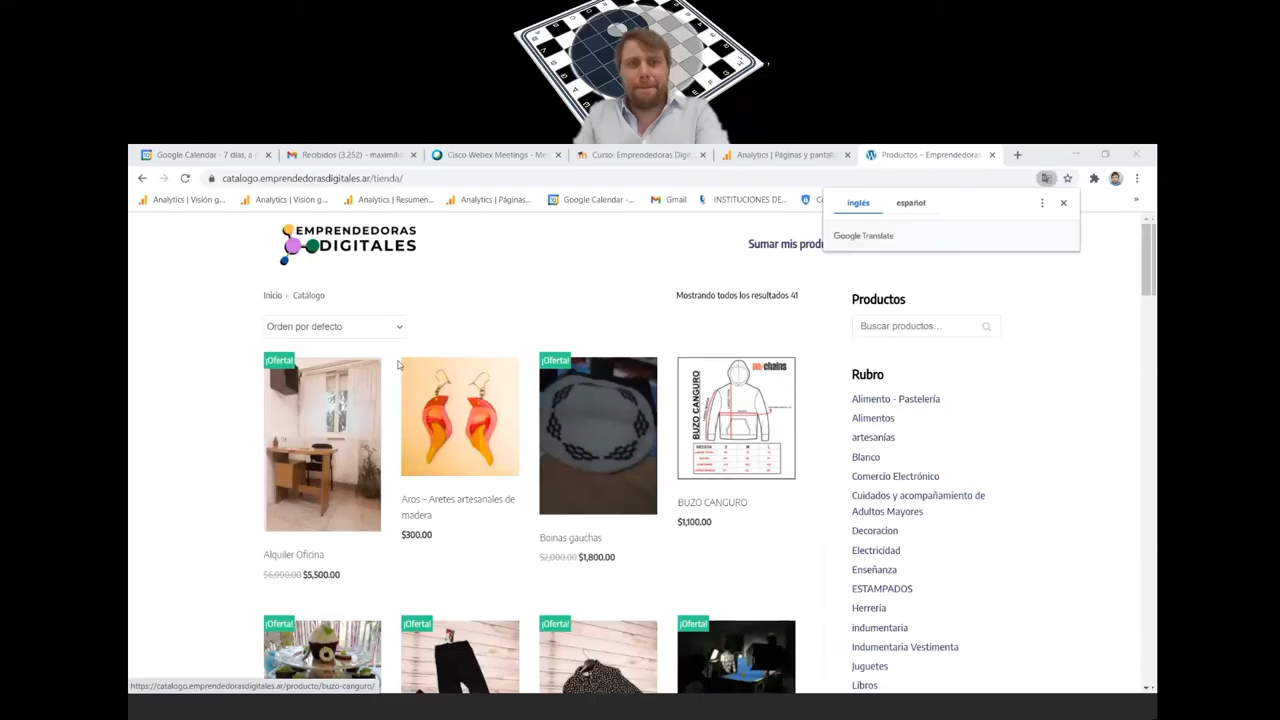 Google Calendar - 7 días, a p
Recibidos (3.252) - maximilia
Cisco Webex Meetings - Me
Curso: Emprendedoras Digit
Analytics | Páginas y pantall
Productos – Emprendedoras
catalogo.emprendedorasdigitales.ar/tienda/
Analytics | Visión g...
Analytics | Visión g...
Analytics | Resumen...
Analytics | Páginas...
Google Calendar -...
Gmail
INSTITUCIONES DE...
inglés
español
Google Translate
EMPRENDEDORAS
DIGITALES
Sumar mis produ
Inicio » Catálogo
Mostrando todos los resultados 41
Orden por defecto
Productos
Buscar productos…
Rubro
Alimento - Pastelería
Alimentos
artesanías
Blanco
Comercio Electrónico
Cuidados y acompañamiento de
Adultos Mayores
Decoracion
Electricidad
Enseñanza
ESTAMPADOS
Herreria
indumentaria
Indumentaria Vestimenta
Juguetes
Libros
¡Oferta!
Alquiler Oficina
$6,000.00 $5,500.00
Aros – Aretes artesanales de
madera
$300.00
¡Oferta!
Boinas gauchas
$2,000.00 $1,800.00
BUZO CANGURO
MEDIDA S M L
BUZO CANGURO
$1,100.00
¡Oferta!
¡Oferta!
¡Oferta!
¡Oferta!
https://catalogo.emprendedorasdigitales.ar/producto/buzo-canguro/